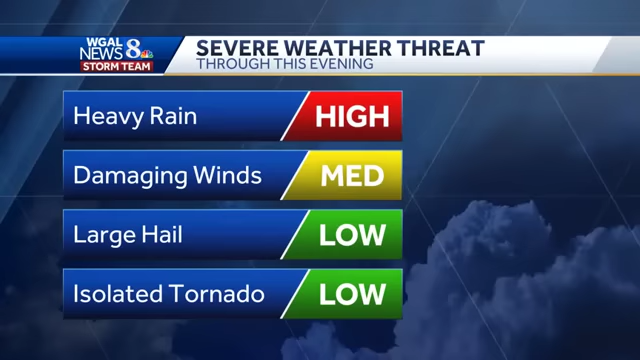 WGAL
NEWS 8
STORM TEAM
SEVERE WEATHER THREAT
THROUGH THIS EVENING
Heavy Rain HIGH
Damaging Winds MED
Large Hail LOW
Isolated Tornado LOW